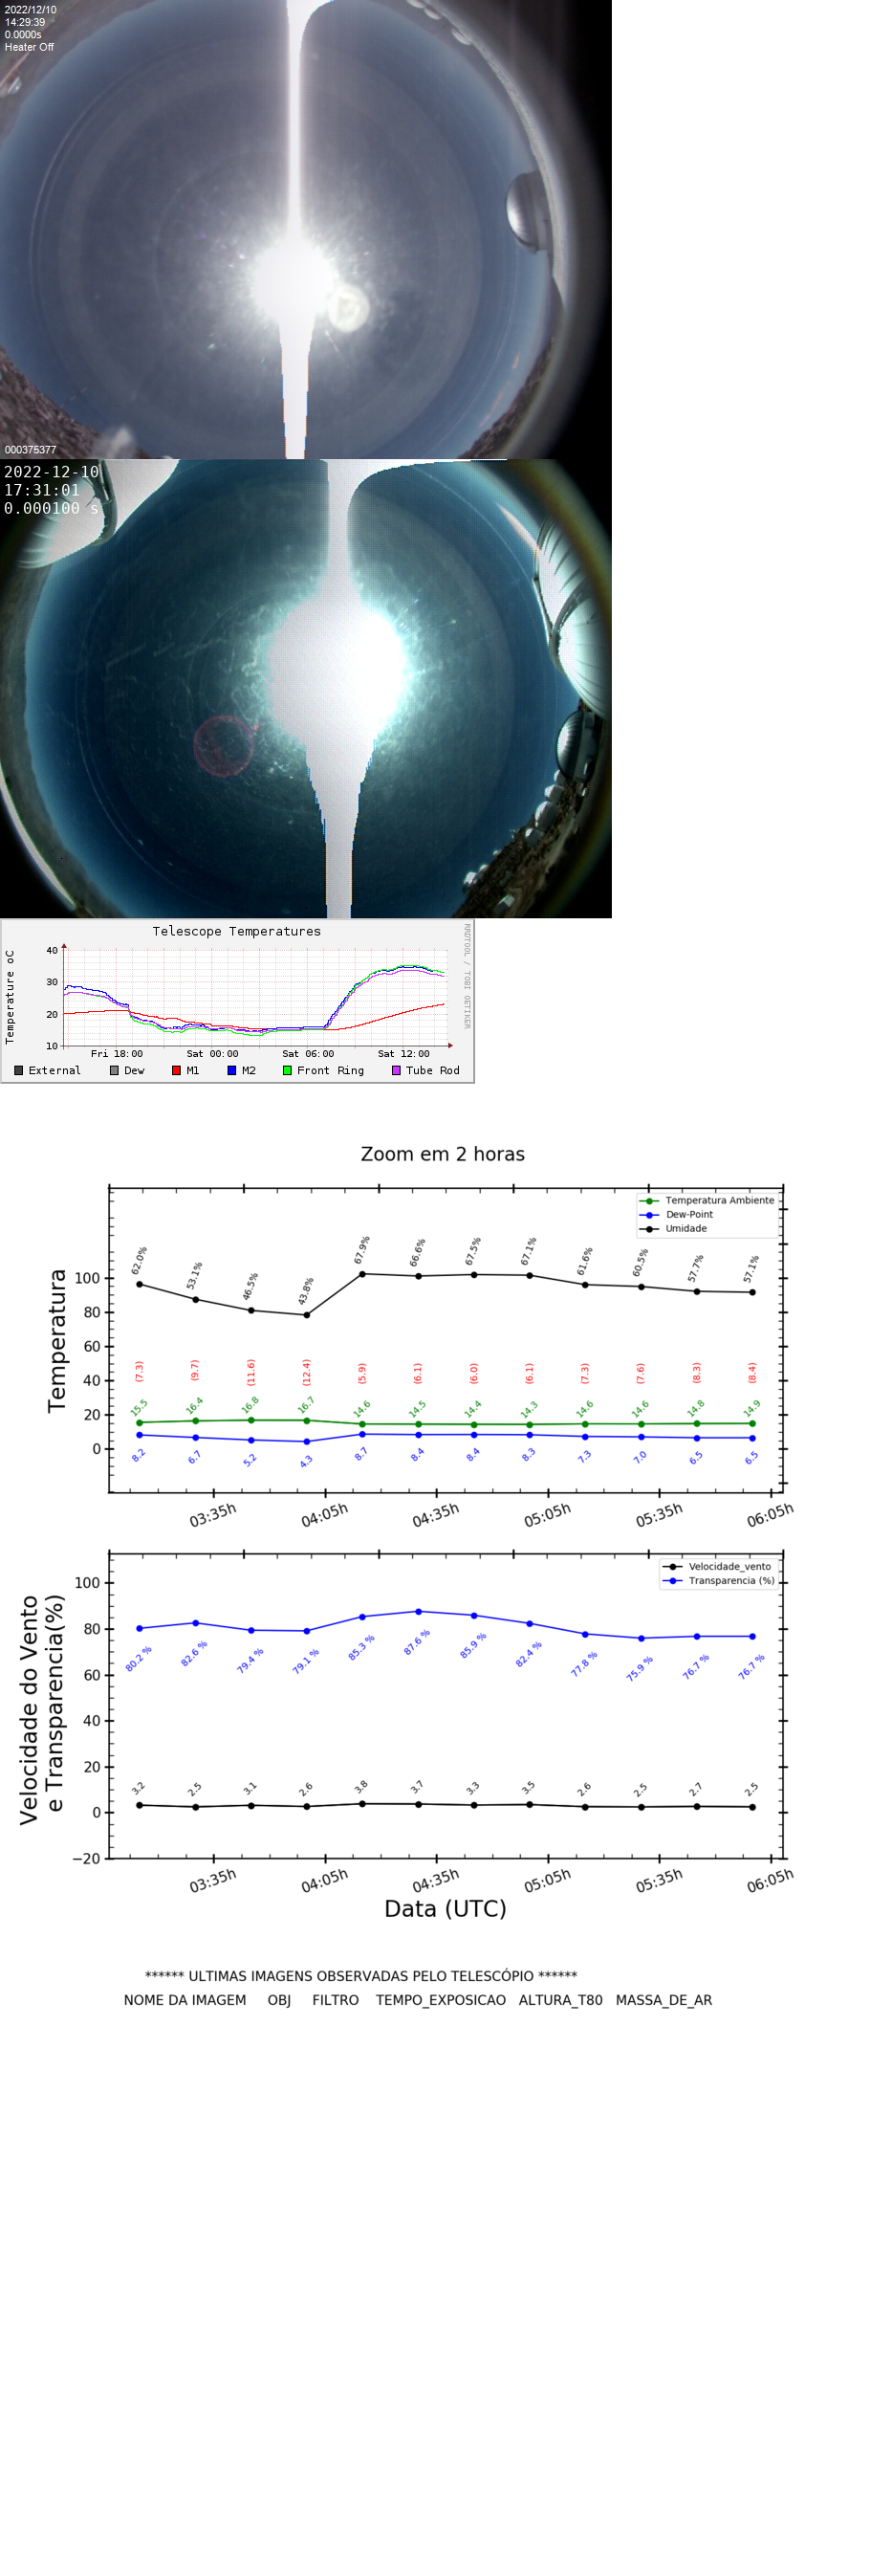 2022/12/10
14:29:39
0.0000s
Heater Off
000375377
2022-12-10
17:31:01
0.000100 s
Telescope Temperatures
RRDTOOL / TOBI OETIKER
Temperature oC
40
30
20
10
Fri 18:00 Sat 00:00 Sat 06:00 Sat 12:00
External Dew M1 M2 Front Ring Tube Rod
Zoom em 2 horas
Temperatura Ambiente
Dew-Point
Umidade
Temperatura
100
80
60
40
20
0
62.0% 53.1% 46.5% 43.8% 67.9% 66.6% 67.5% 67.1% 61.6% 60.5% 57.7% 57.1%
(7.3) (9.7) (11.6) (12.4) (5.9) (6.1) (6.0) (6.1) (7.3) (7.6) (8.3) (8.4)
15.5 16.4 16.8 16.7 14.6 14.5 14.4 14.3 14.6 14.6 14.8 14.9
8.2 6.7 5.2 4.3 8.7 8.4 8.4 8.3 7.3 7.0 6.5 6.5
03:35h 04:05h 04:35h 05:05h 05:35h 06:05h
Velocidade_vento
Transparencia (%)
Velocidade do Vento
e Transparencia(%)
100
80
60
40
20
0
−20
80.2 % 82.6 % 79.4 % 79.1 % 85.3 % 87.6 % 85.9 % 82.4 % 77.8 % 75.9 % 76.7 % 76.7 %
3.2 2.5 3.1 2.6 3.8 3.7 3.3 3.5 2.6 2.5 2.7 2.5
03:35h 04:05h 04:35h 05:05h 05:35h 06:05h
Data (UTC)
****** ULTIMAS IMAGENS OBSERVADAS PELO TELESCÓPIO ******
NOME DA IMAGEM OBJ FILTRO TEMPO_EXPOSICAO ALTURA_T80 MASSA_DE_AR